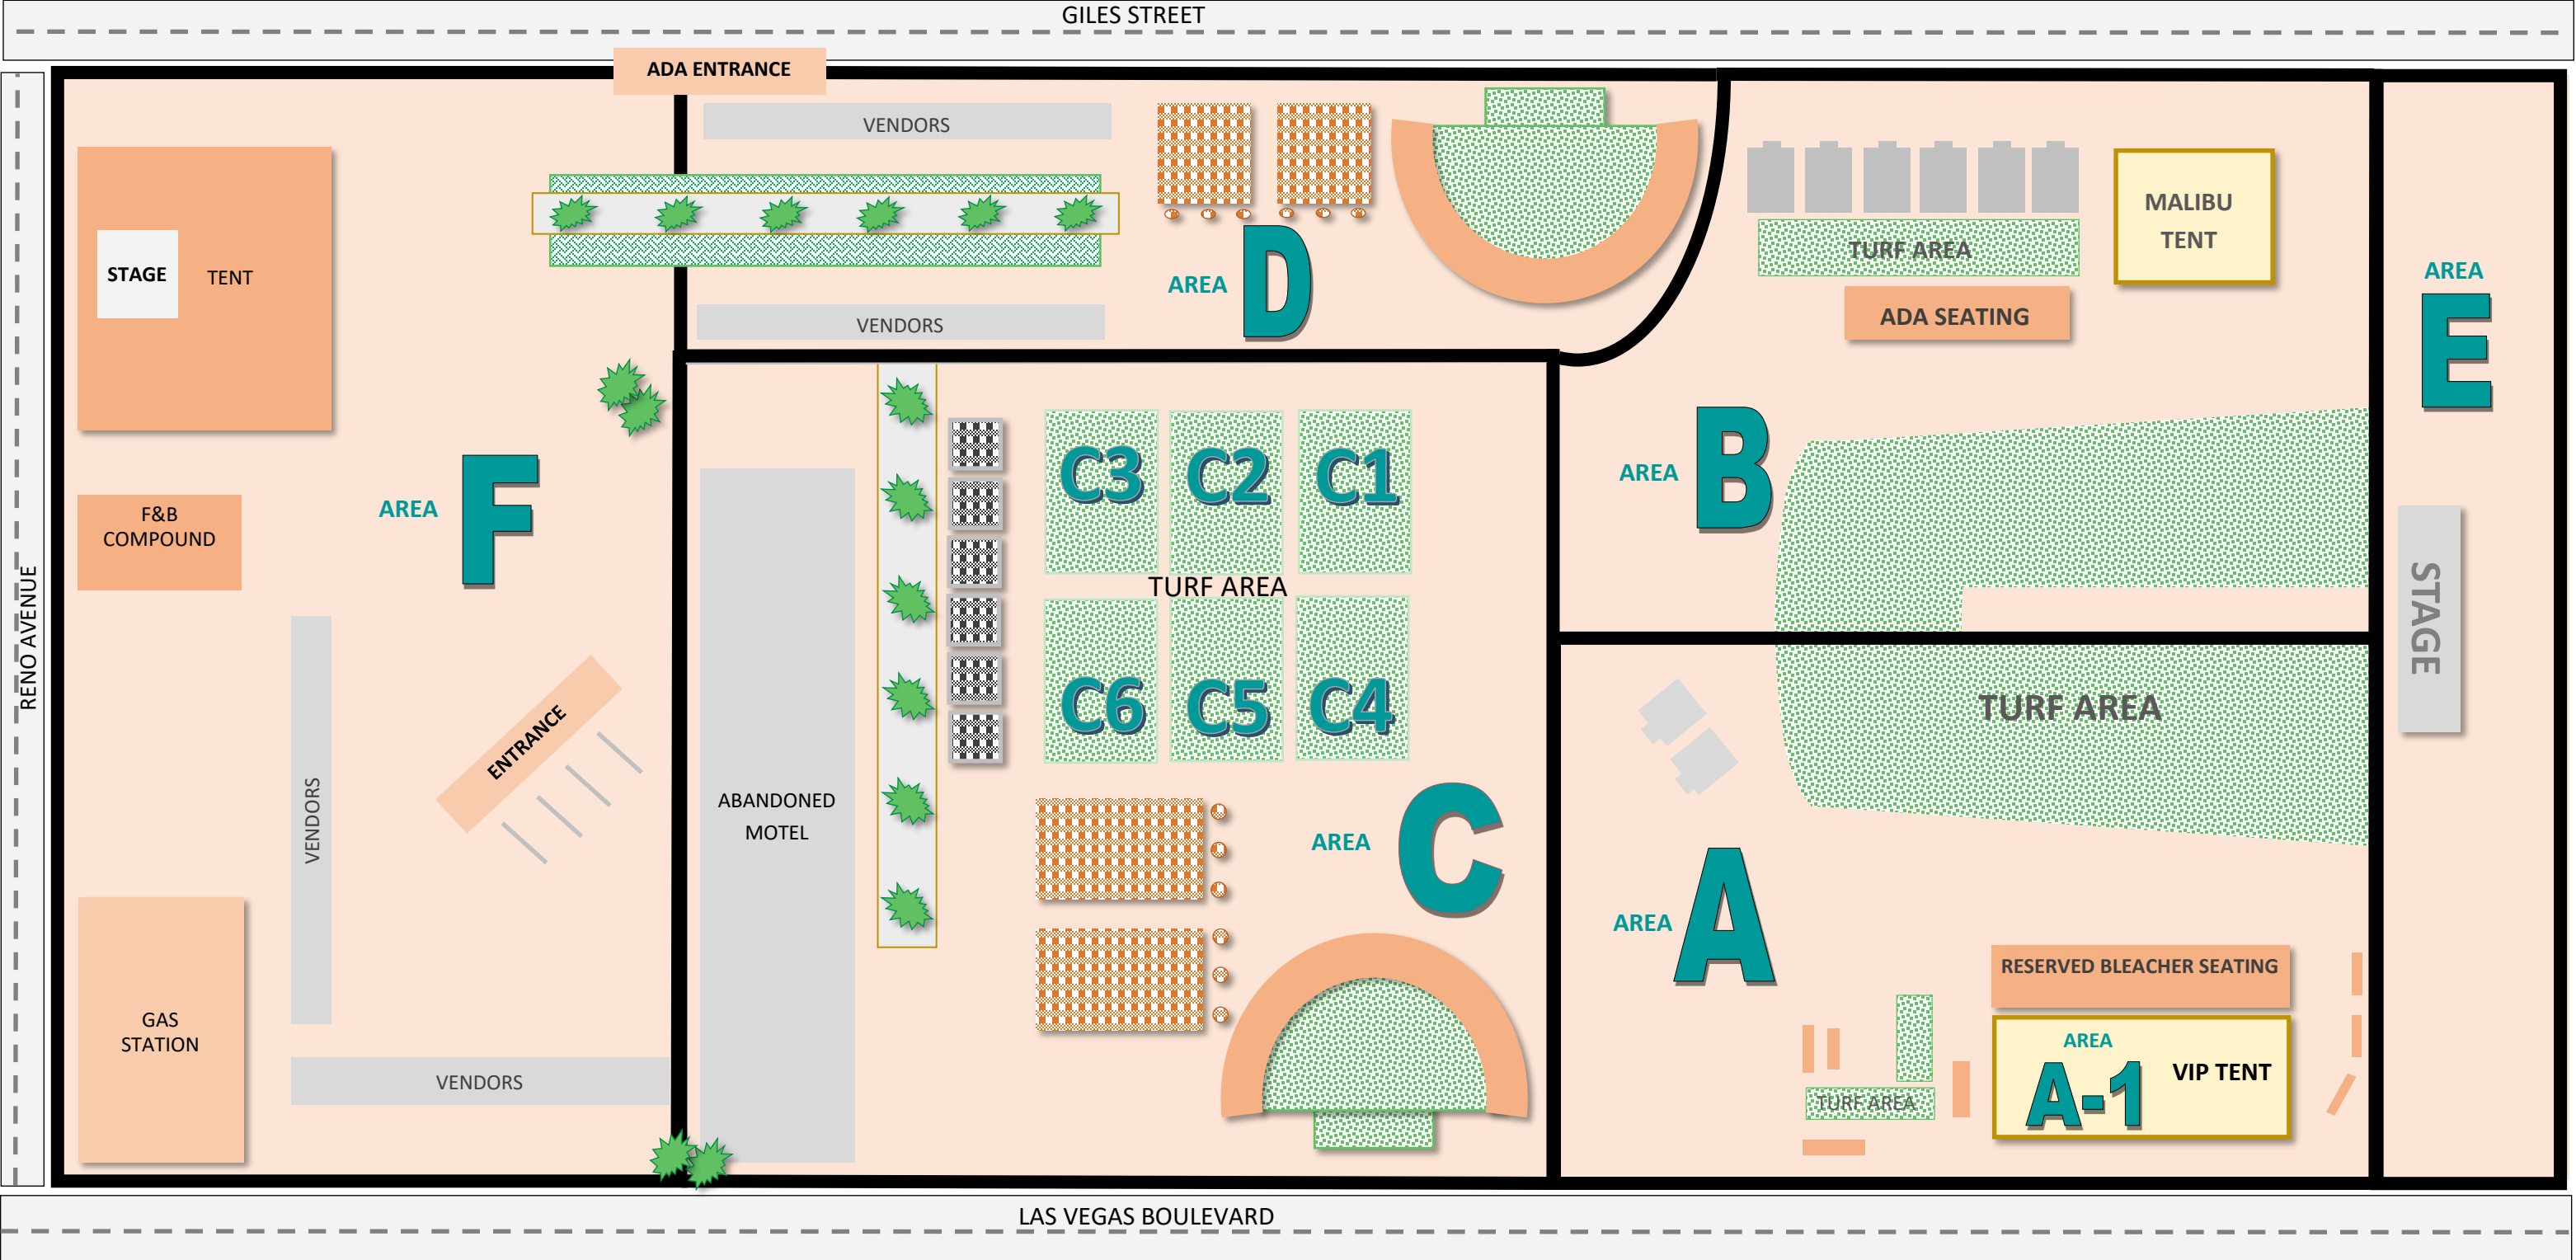 GILES STREET
ADA ENTRANCE
VENDORS
STAGE
TENT
AREA D
VENDORS
TURF AREA
ADA SEATING
MALIBU
TENT
AREA E
RENO AVENUE
F&B
COMPOUND
AREA F
VENDORS
ENTRANCE
GAS
STATION
VENDORS
ABANDONED
MOTEL
C3 C2 C1
TURF AREA
C6 C5 C4
AREA C
AREA B
STAGE
TURF AREA
AREA A
RESERVED BLEACHER SEATING
AREA
A-1
VIP TENT
TURF AREA
LAS VEGAS BOULEVARD